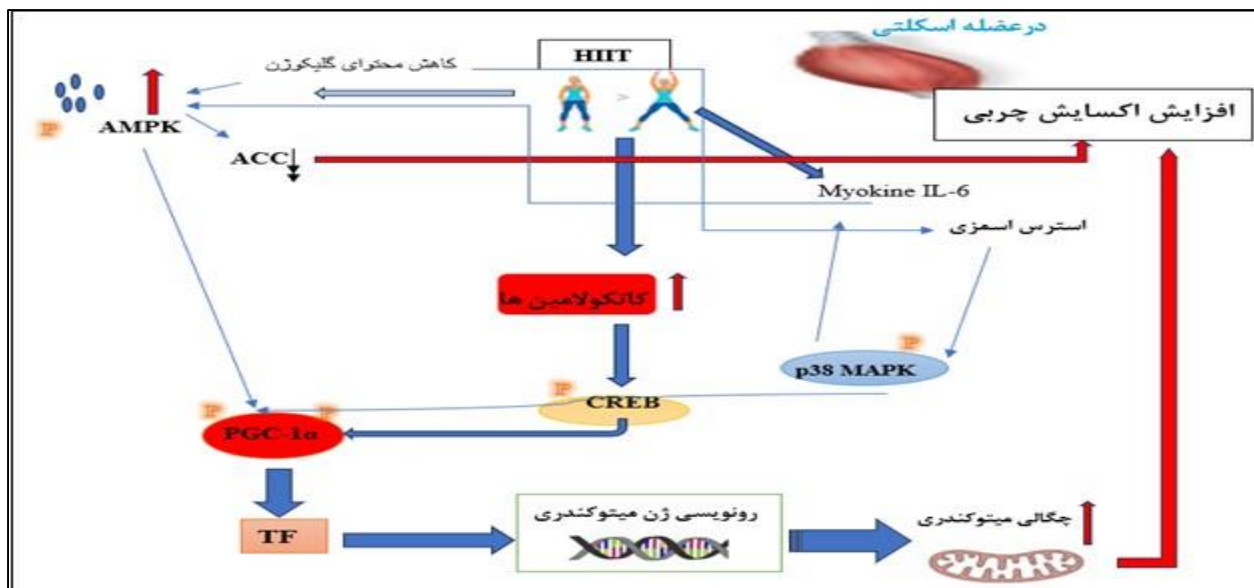 در عضله اسکلتی
HIIT
کاهش محتوای گلیکوژن
افزایش اکسایش چربی
P
AMPK
ACC
Myokine IL-6
استرس اسمزی
کاتکولامین ها
P
p38 MAPK
P
CREB
P
P
PGC-1α
TF
رونویسی ژن میتوکندری
چگالی میتوکندری